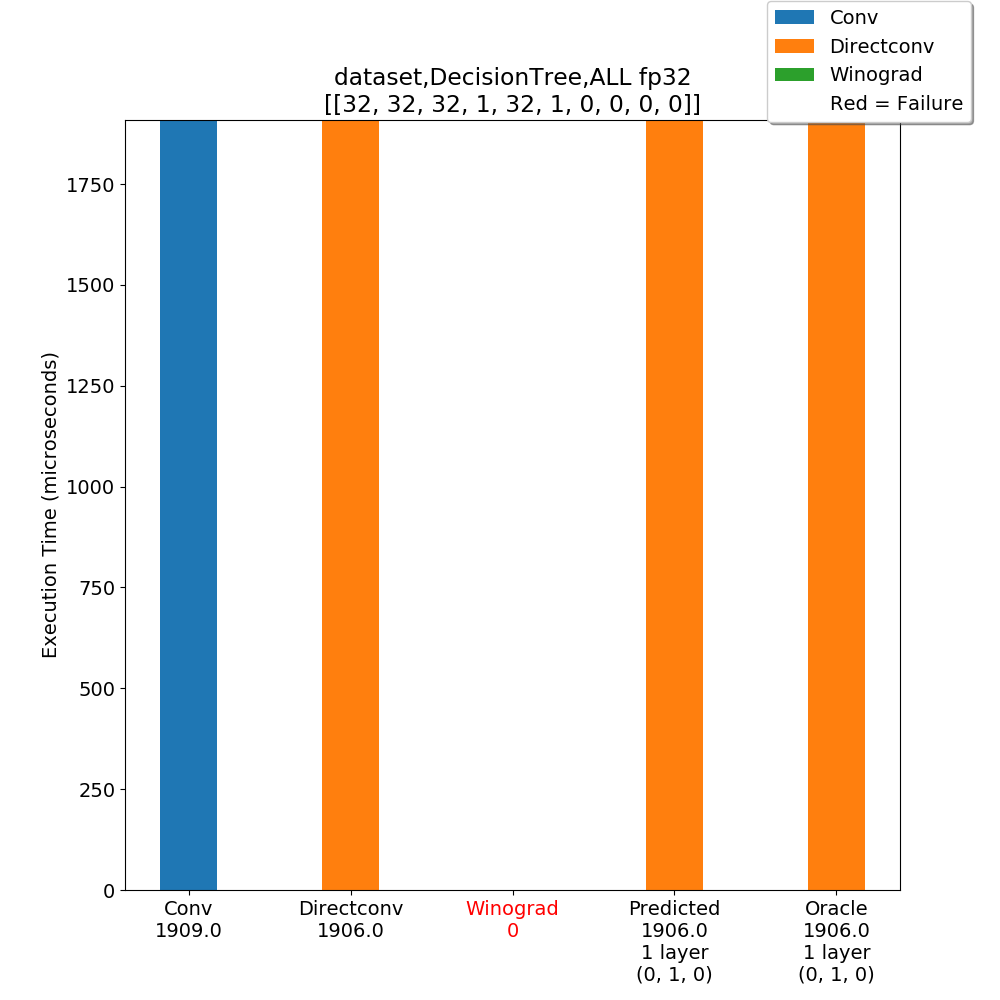 Conv
Directconv
Winograd
Red = Failure
dataset,DecisionTree,ALL fp32
[[32, 32, 32, 1, 32, 1, 0, 0, 0, 0]]
Execution Time (microseconds)
1750
1500
1250
1000
750
500
250
0
Conv
1909.0
Directconv
1906.0
Winograd
0
Predicted
1906.0
1 layer
(0, 1, 0)
Oracle
1906.0
1 layer
(0, 1, 0)